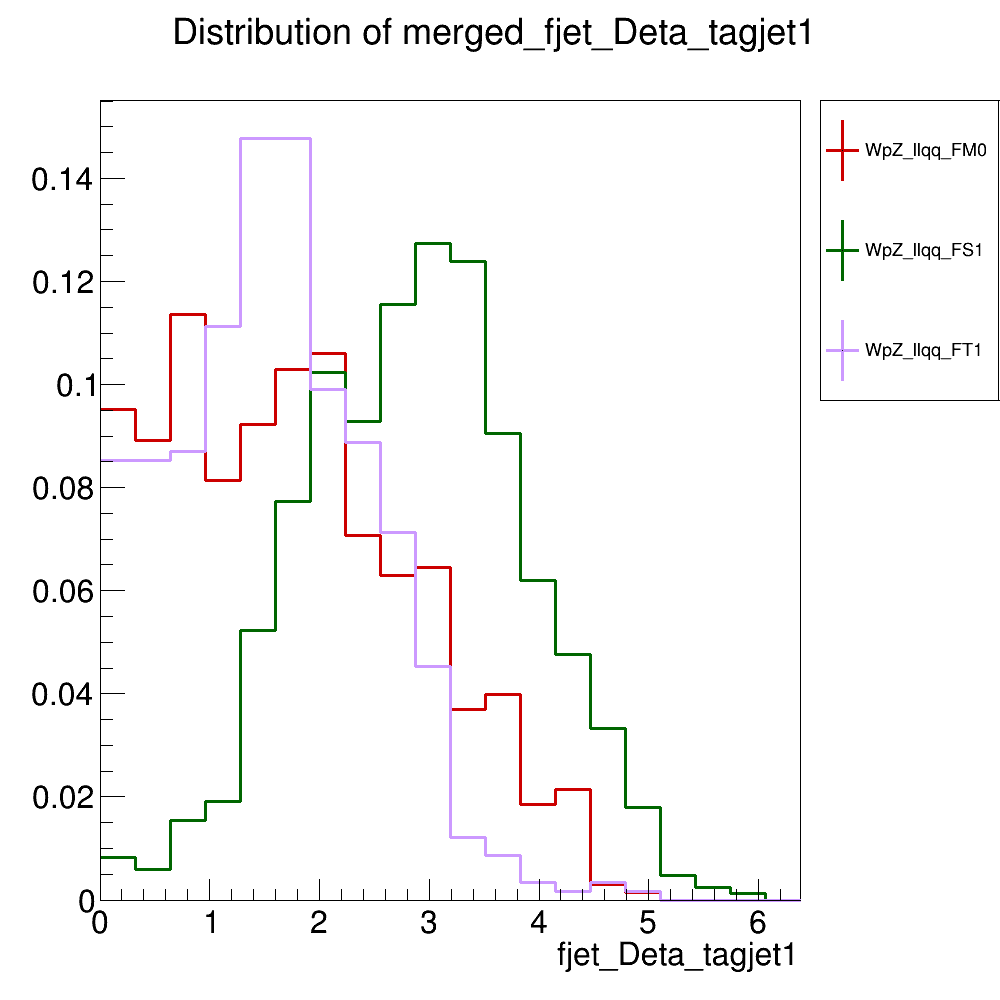 Distribution of merged_fjet_Deta_tagjet1
WpZ_llqq_FM0
WpZ_llqq_FS1
WpZ_llqq_FT1
0.14
0.12
0.1
0.08
0.06
0.04
0.02
0
0 1 2 3 4 5 6
fjet_Deta_tagjet1